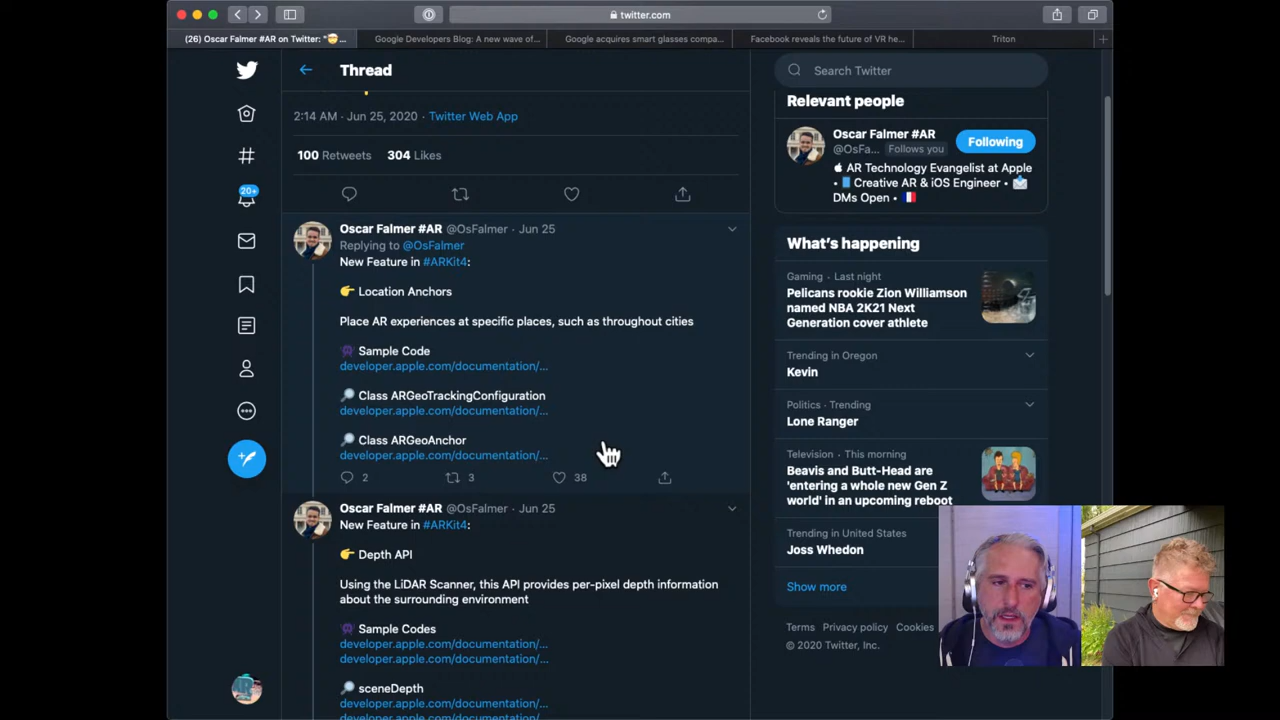 twitter.com
(26) Oscar Falmer #AR on Twitter: "🤯...
Google Developers Blog: A new wave of...
Google acquires smart glasses compa...
Facebook reveals the future of VR he...
Triton
Thread
2:14 AM · Jun 25, 2020 · Twitter Web App
100 Retweets 304 Likes
20+
Oscar Falmer #AR @OsFalmer · Jun 25
Replying to @OsFalmer
New Feature in #ARKit4:
👉 Location Anchors
Place AR experiences at specific places, such as throughout cities
👾 Sample Code
developer.apple.com/documentation/...
🔎 Class ARGeoTrackingConfiguration
developer.apple.com/documentation/...
🔎 Class ARGeoAnchor
developer.apple.com/documentation/...
2 3 38
Oscar Falmer #AR @OsFalmer · Jun 25
New Feature in #ARKit4:
👉 Depth API
Using the LiDAR Scanner, this API provides per-pixel depth information
about the surrounding environment
👾 Sample Codes
developer.apple.com/documentation/...
developer.apple.com/documentation/...
🔎 sceneDepth
developer.apple.com/documentation/...
Search Twitter
Relevant people
Oscar Falmer #AR
@OsFa... Follows you
Following
AR Technology Evangelist at Apple
• 📘 Creative AR & iOS Engineer • 📩
DMs Open • 🇫🇷
What's happening
Gaming · Last night
Pelicans rookie Zion Williamson
named NBA 2K21 Next
Generation cover athlete
Trending in Oregon
Kevin
Politics · Trending
Lone Ranger
Television · This morning
Beavis and Butt-Head are
'entering a whole new Gen Z
world' in an upcoming reboot
Trending in United States
Joss Whedon
Show more
Terms Privacy policy Cookies
© 2020 Twitter, Inc.